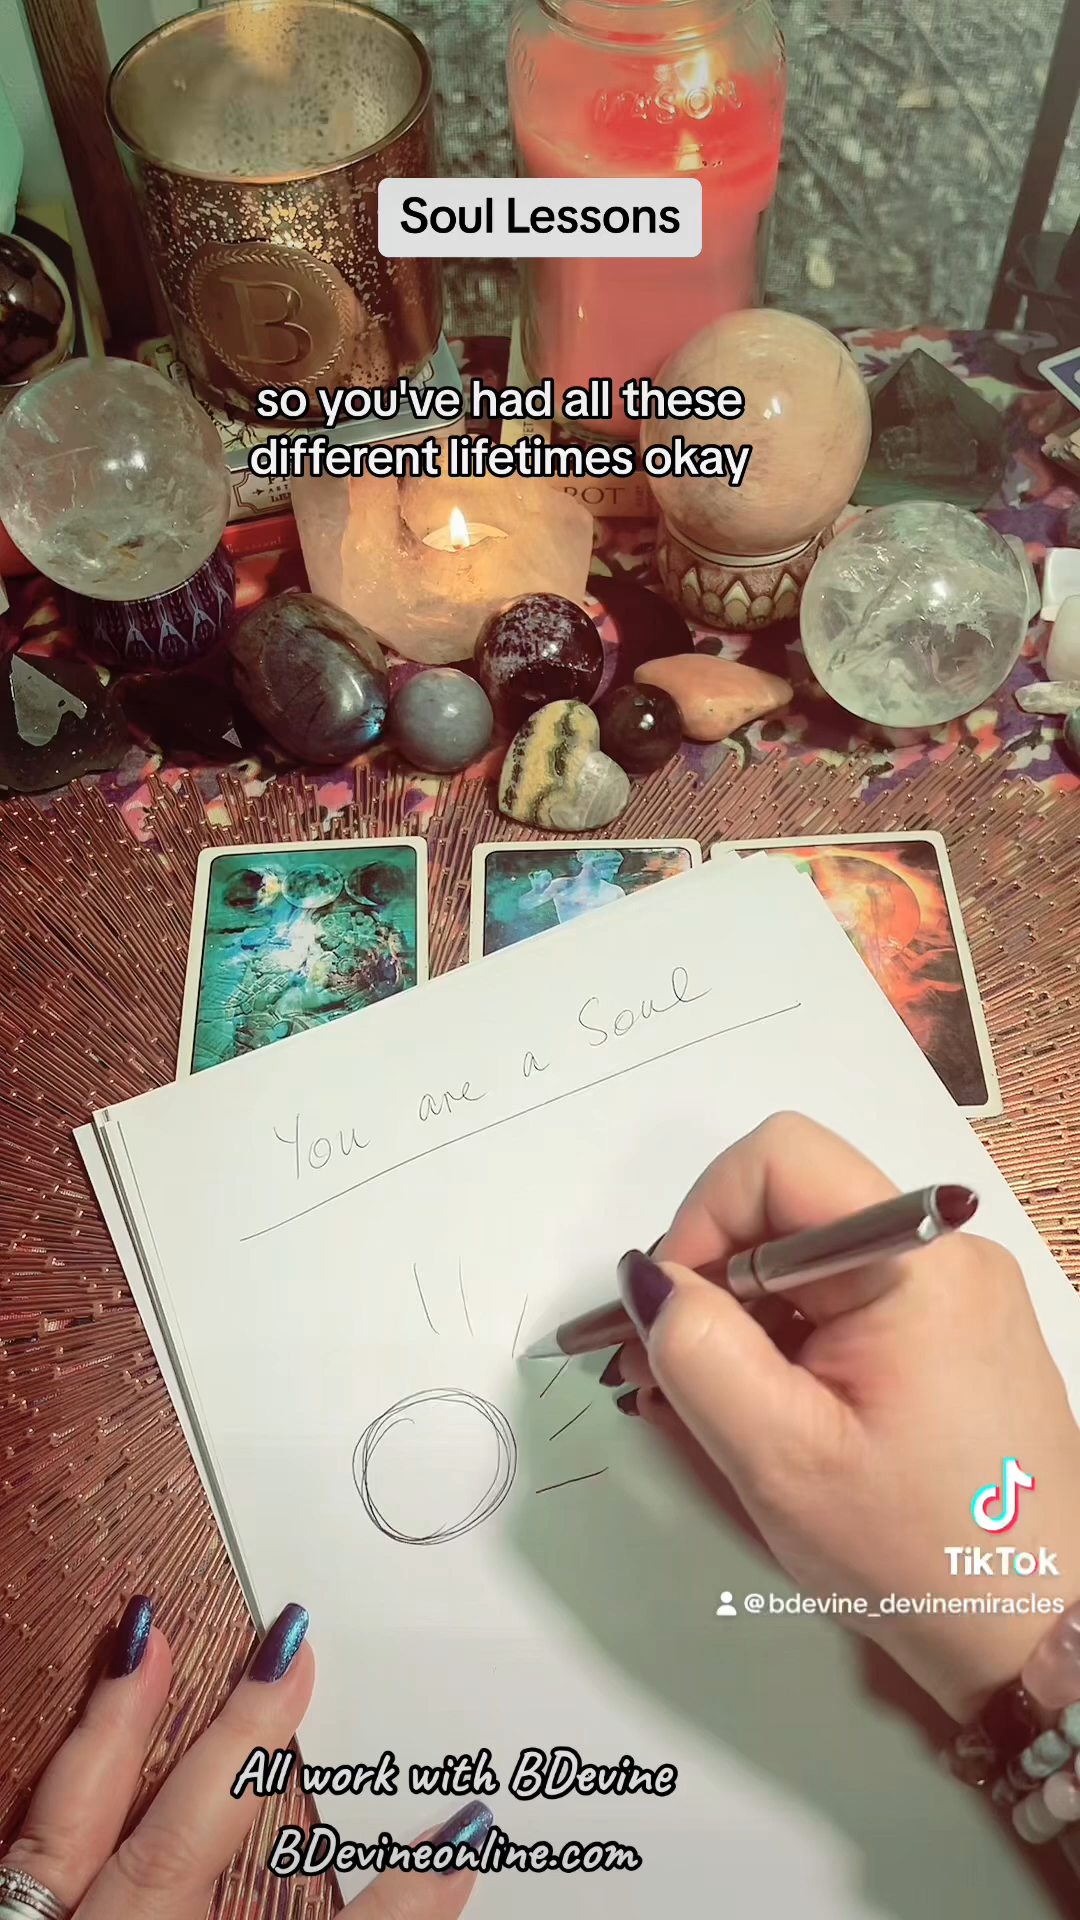 MASON
Soul Lessons
B
so you've had all these
different lifetimes okay
You are a Soul
TikTok
@bdevine_devinemiracles
All work with BDevine
BDevineonline.com